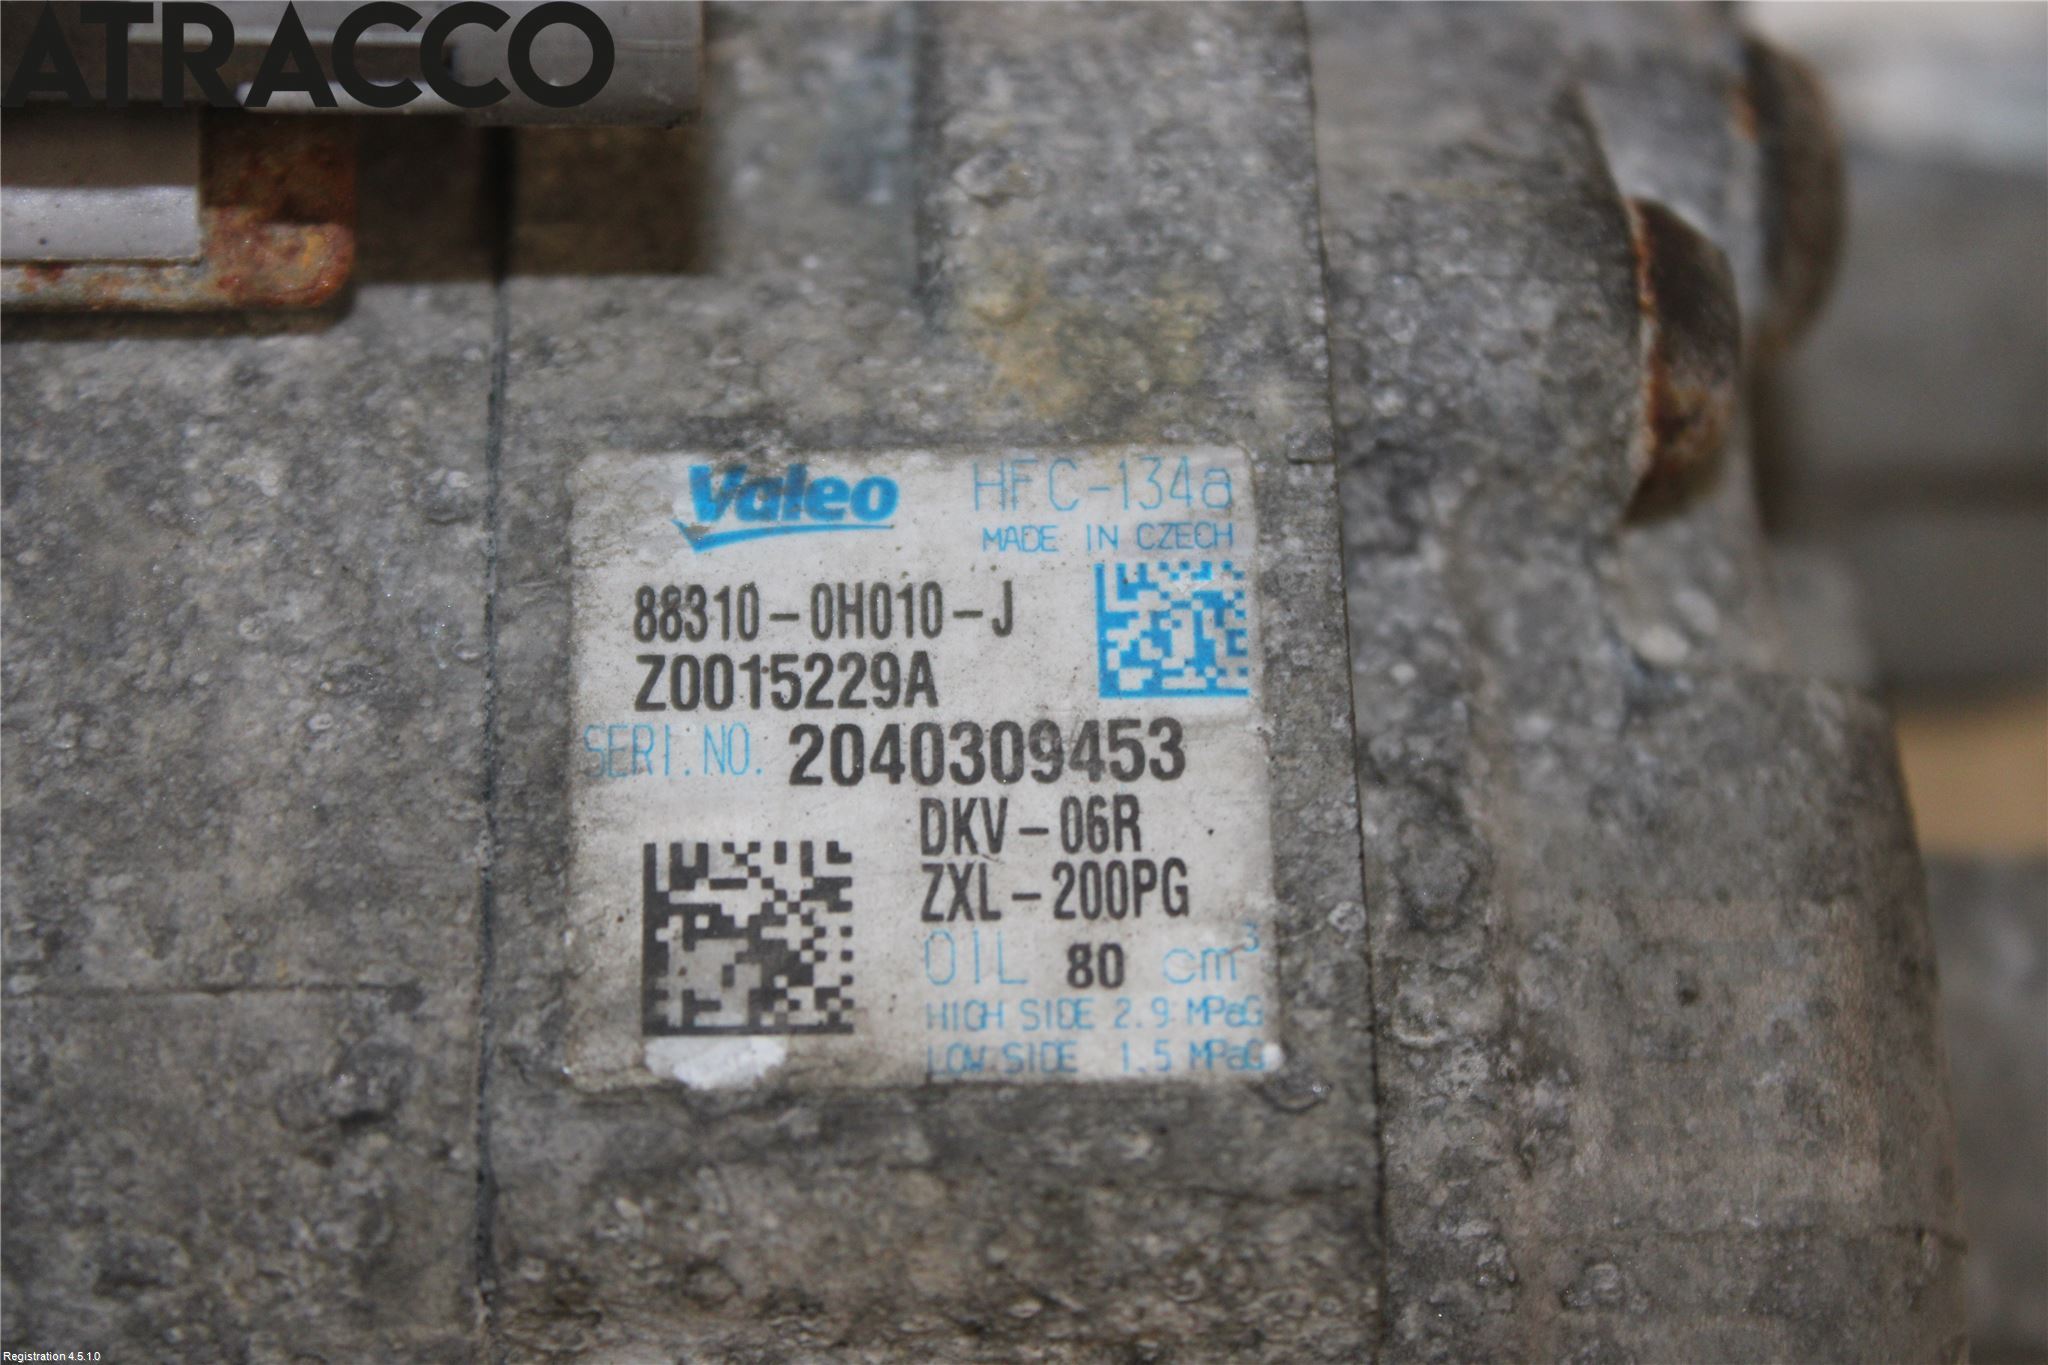 ATRACCO
Valeo HFC-134a
MADE IN CZECH
88310-0H010-J
Z0015229A
SERI.NO. 2040309453
DKV-06R
ZXL-200PG
OIL 80 cm³
HIGH SIDE 2.9 MPaG
LOW SIDE 1.5 MPaG
Registration 4.5.1.0